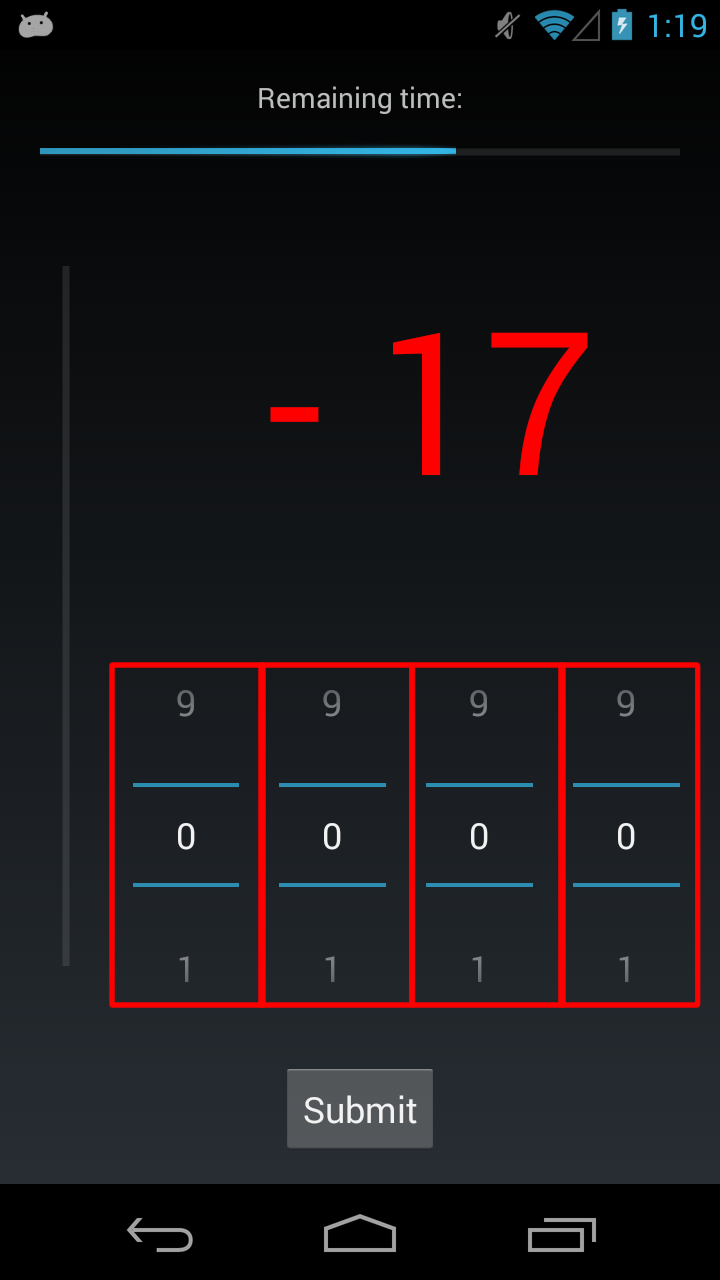 1:19
Remaining time:
- 17
9 9 9 9
0 0 0 0
1 1 1 1
Submit